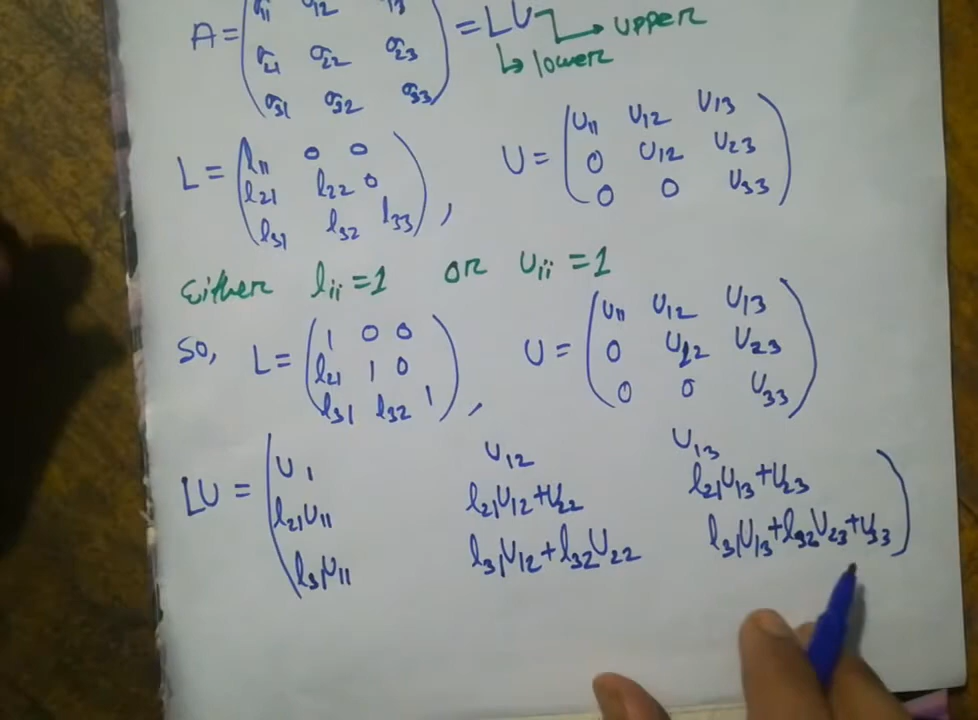 a11 a12 a13
A = a21 a22 a23 = LU → upper
a31 a32 a33 ↳ lower
L = ( l11 0 0 U = ( U11 U12 U13
l21 l22 0 0 U12 U23
l31 l32 l33 ) , 0 0 U33 )
Either lii = 1 or uii = 1
So, L = ( 1 0 0 U = ( U11 U12 U13
l21 1 0 0 U22 U23
l31 l32 1 ) , 0 0 U33 )
LU = ( U1 U12 U13
l21U11 l21U12+U22 l21U13+U23
l31U11 l31U12+l32U22 l31U13+l32U23+U33 )